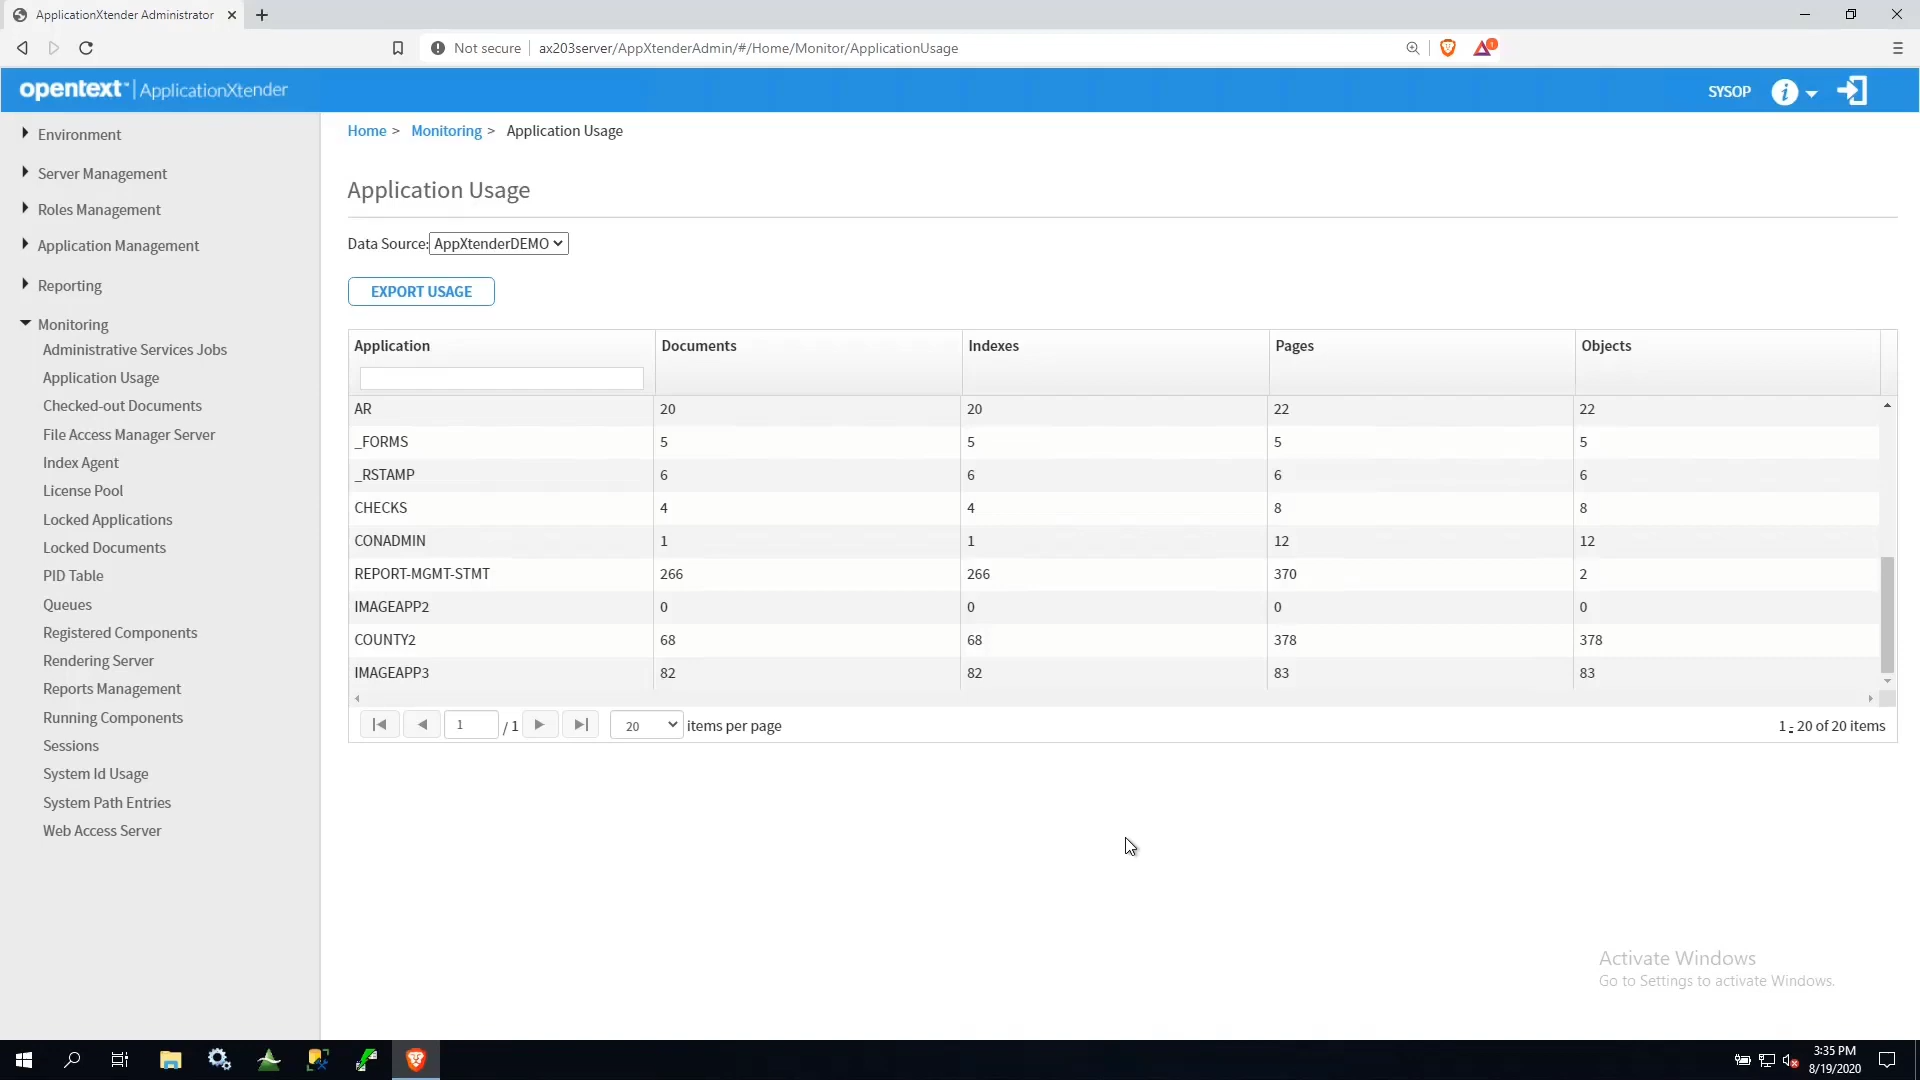 ApplicationXtender Administrator
Not secure ax203server/AppXtenderAdmin/#/Home/Monitor/ApplicationUsage
opentext™ | ApplicationXtender
SYSOP
Environment
Server Management
Roles Management
Application Management
Reporting
Monitoring
Administrative Services Jobs
Application Usage
Checked-out Documents
File Access Manager Server
Index Agent
License Pool
Locked Applications
Locked Documents
PID Table
Queues
Registered Components
Rendering Server
Reports Management
Running Components
Sessions
System Id Usage
System Path Entries
Web Access Server
Home > Monitoring > Application Usage
Application Usage
Data Source: AppXtenderDEMO
EXPORT USAGE
Application Documents Indexes Pages Objects
AR 20 20 22 22
_FORMS 5 5 5 5
_RSTAMP 6 6 6 6
CHECKS 4 4 8 8
CONADMIN 1 1 12 12
REPORT-MGMT-STMT 266 266 370 2
IMAGEAPP2 0 0 0 0
COUNTY2 68 68 378 378
IMAGEAPP3 82 82 83 83
1 / 1 20 items per page 1 - 20 of 20 items
Activate Windows
Go to Settings to activate Windows.
3:35 PM
8/19/2020